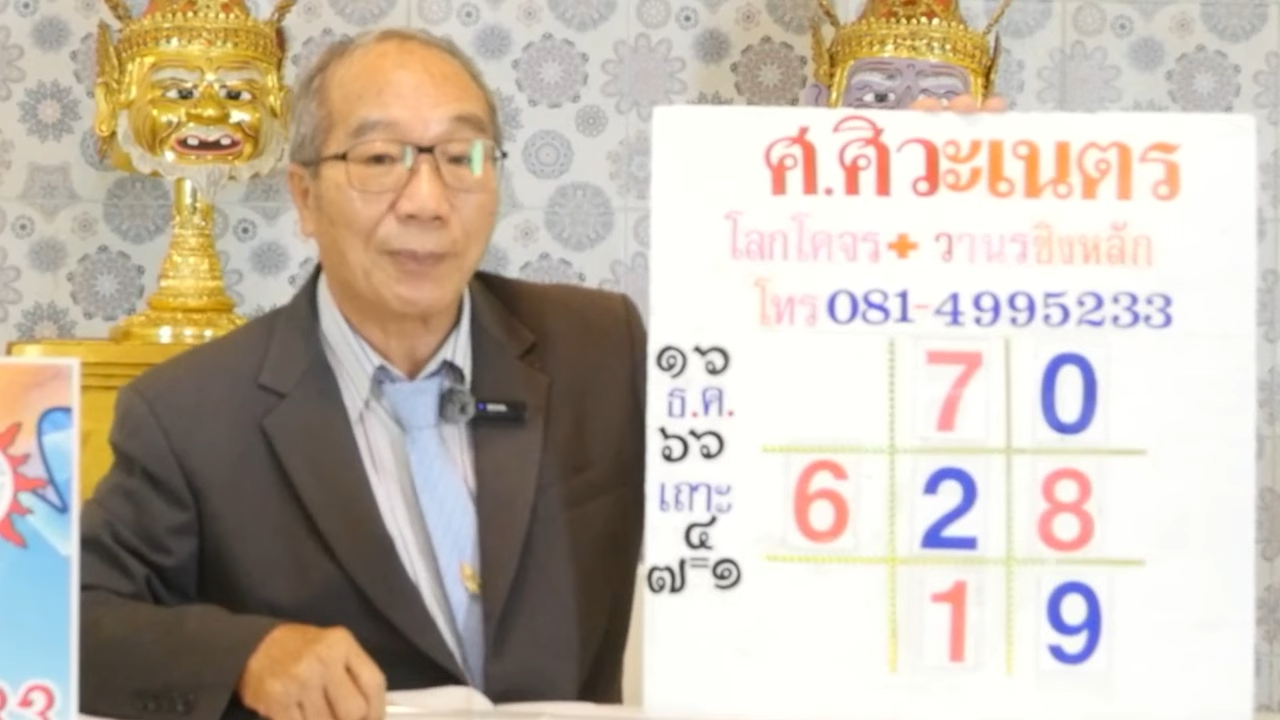 ศ.ศิวะเนตร
โลกโคจร+ วานรชิงหลัก
โทร 081-4995233
๑๖
ธ.ค.
๖๖
เถาะ
๔
๗=๑
7 0
6 2 8
1 9
33